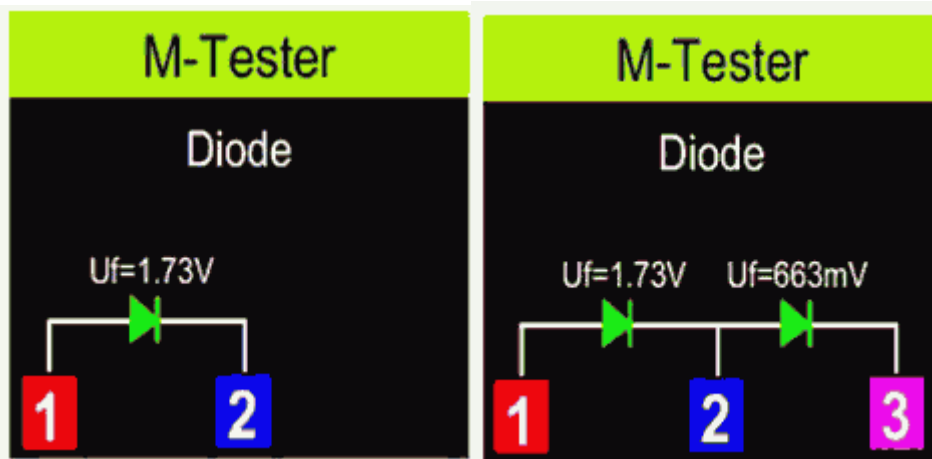 M-Tester
Diode
Uf=1.73V
1 2
M-Tester
Diode
Uf=1.73V Uf=663mV
1 2 3